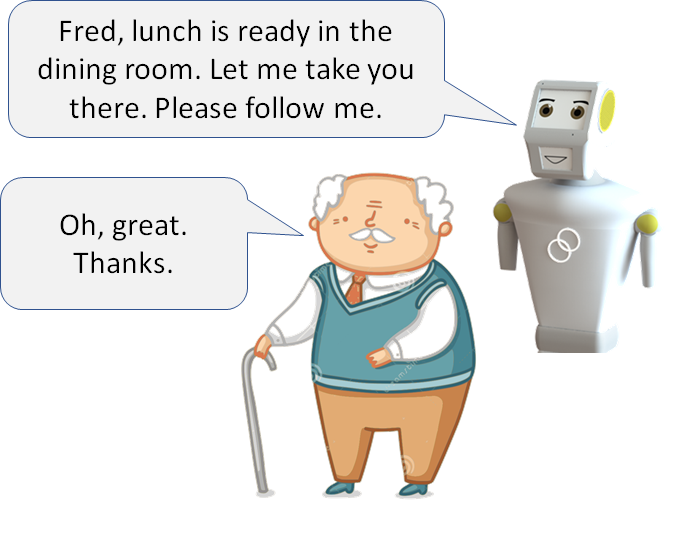 Fred, lunch is ready in the
dining room. Let me take you
there. Please follow me.
Oh, great.
Thanks.